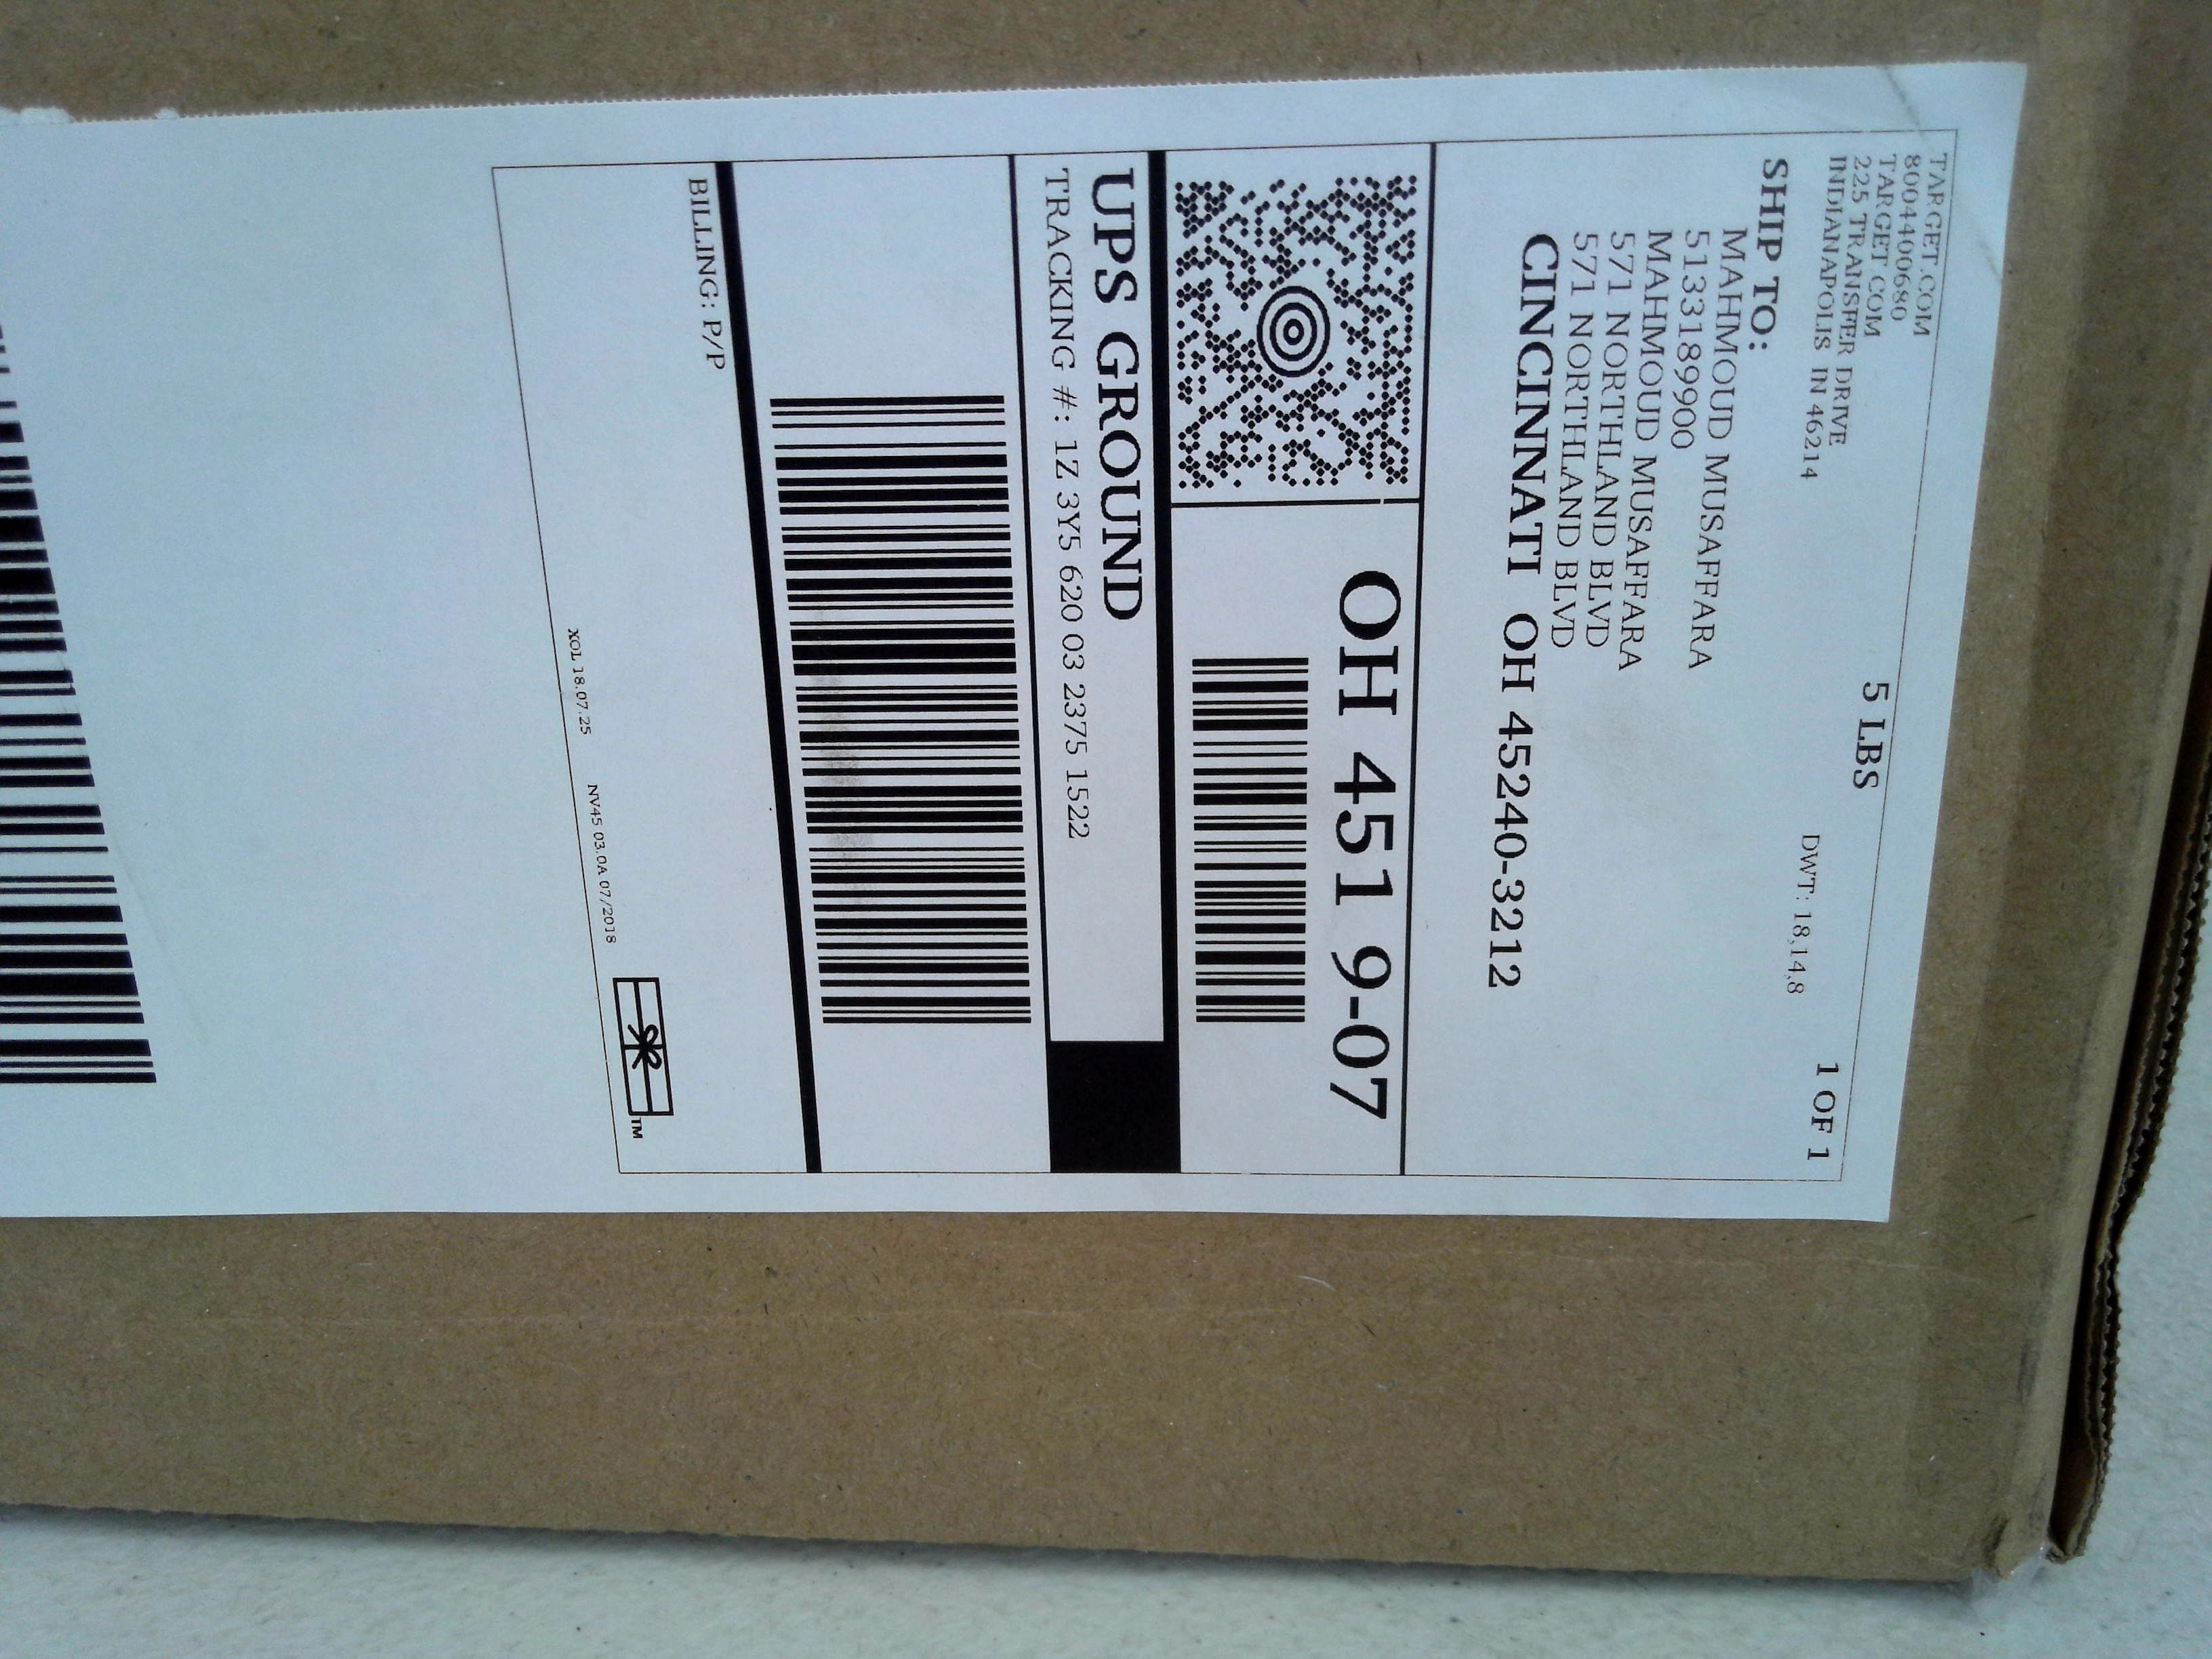 TARGET.COM
8004400680
TARGET.COM
225 TRANSFER DRIVE
INDIANAPOLIS IN 46214
5 LBS
1 OF 1
DWT: 18,14,8
SHIP TO:
MAHMOUD MUSAFFARA
5133189900
MAHMOUD MUSAFFARA
571 NORTHLAND BLVD
571 NORTHLAND BLVD
CINCINNATI OH 45240-3212
OH 451 9-07
UPS GROUND
TRACKING #: 1Z 3Y5 620 03 2375 1522
BILLING: P/P
XOL 18.07.25 NV45 03.0A 07/2018
TM